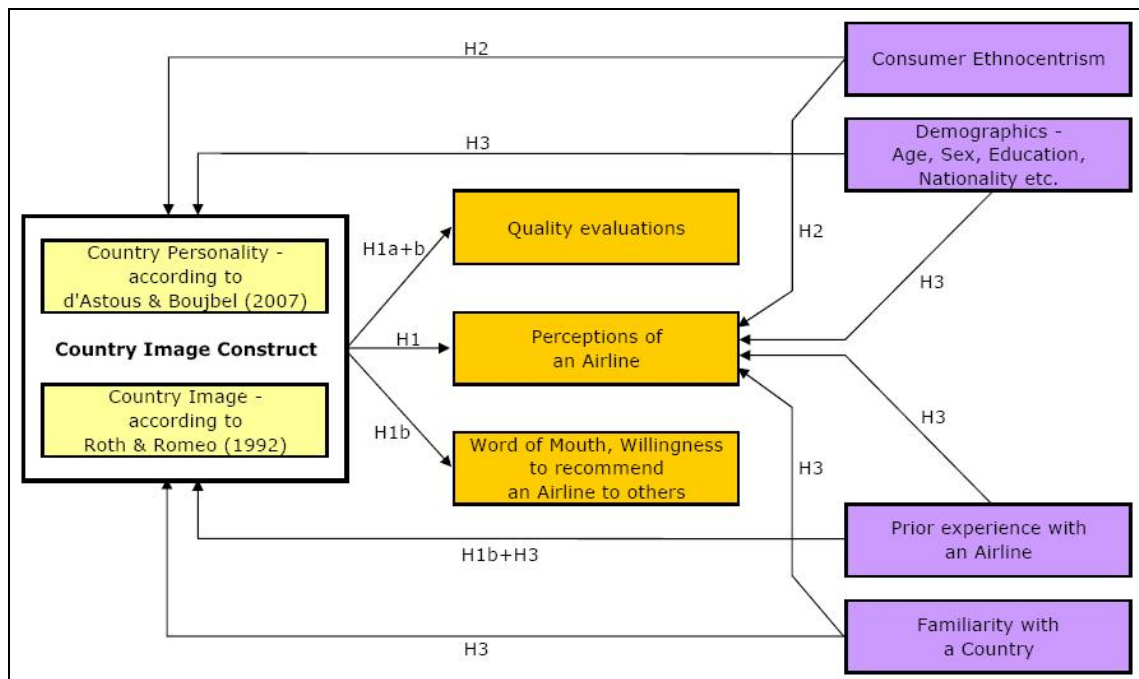 H2
Consumer Ethnocentrism
H3
Demographics -
Age, Sex, Education,
Nationality etc.
Country Personality -
according to
d'Astous & Boujbel (2007)
Country Image Construct
Country Image -
according to
Roth & Romeo (1992)
H1a+b
H1
H1b
Quality evaluations
Perceptions of
an Airline
Word of Mouth, Willingness
to recommend
an Airline to others
H2
H3
H3
H3
Prior experience with
an Airline
H1b+H3
Familiarity with
a Country
H3